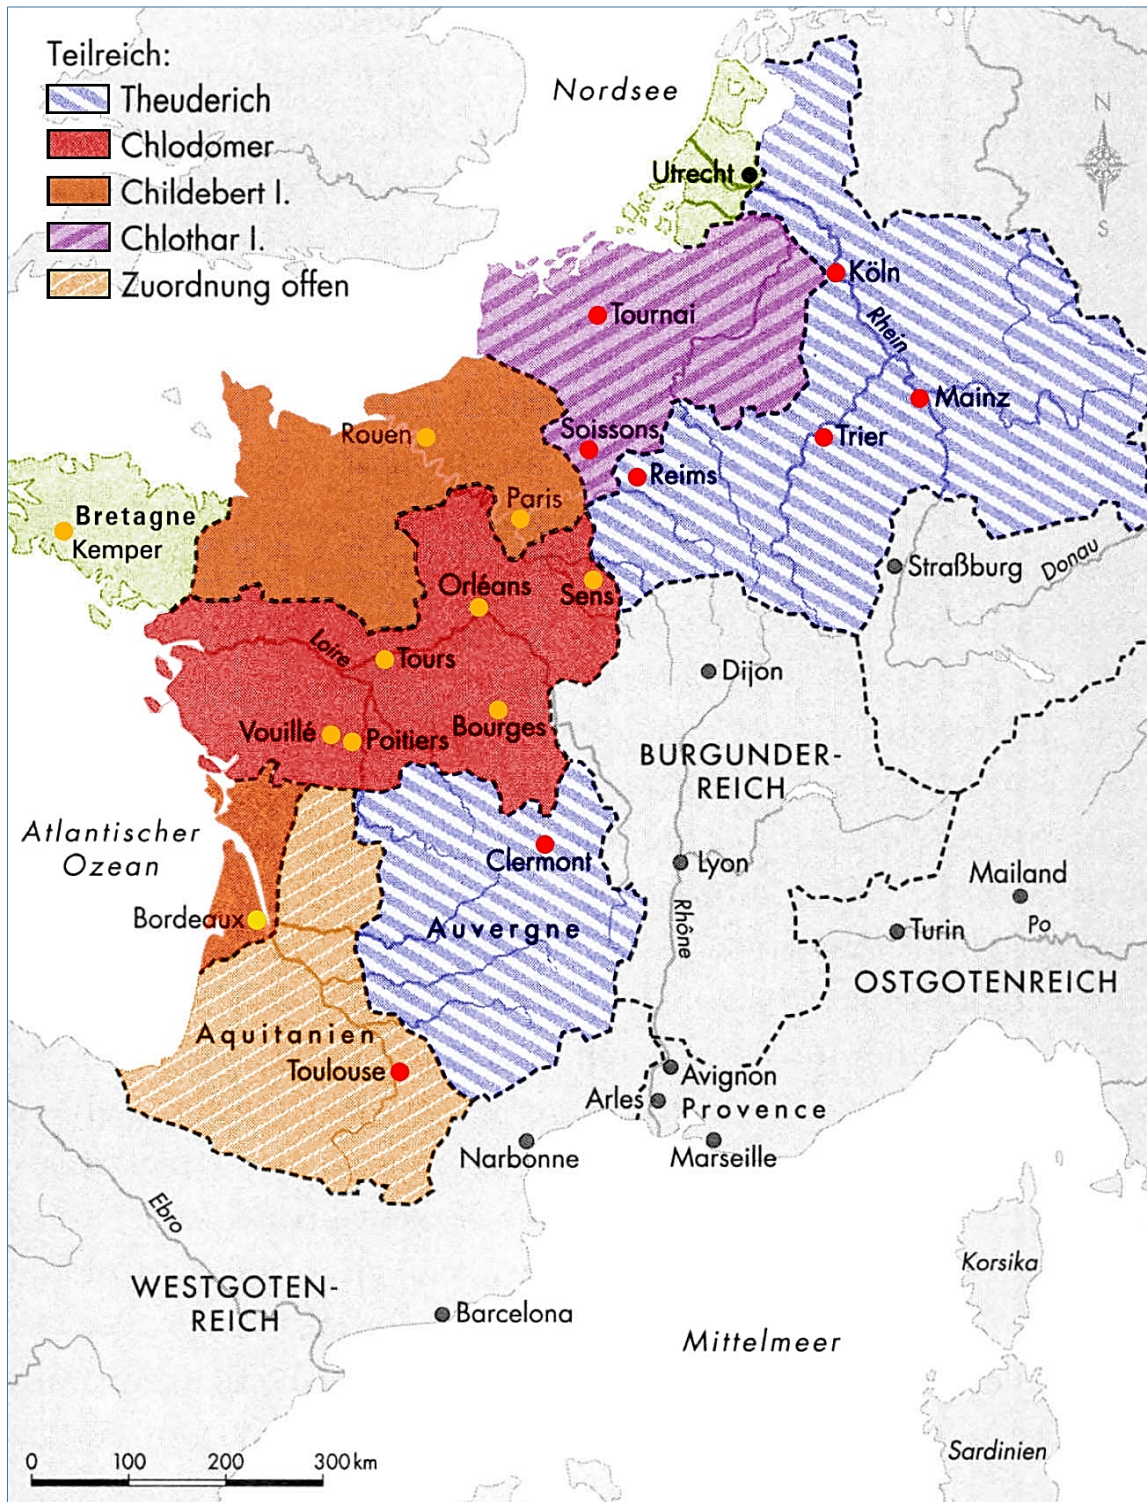 Teilreich:
Theuderich
Chlodomer
Childebert I.
Chlothar I.
Zuordnung offen
Nordsee
N
S
Utrecht
Köln
Tournai
Rhein
Mainz
Rouen
Soissons
Trier
Reims
Paris
Bretagne
Kemper
Orléans
Sens
Straßburg
Donau
Loire
Tours
Dijon
Vouillé
Poitiers
Bourges
BURGUNDER-
REICH
Atlantischer
Ozean
Clermont
Lyon
Mailand
Bordeaux
Auvergne
Rhône
Turin
Po
OSTGOTENREICH
Aquitanien
Toulouse
Avignon
Arles
Provence
Narbonne
Marseille
Ebro
WESTGOTEN-
REICH
Barcelona
Korsika
Mittelmeer
Sardinien
0 100 200 300 km